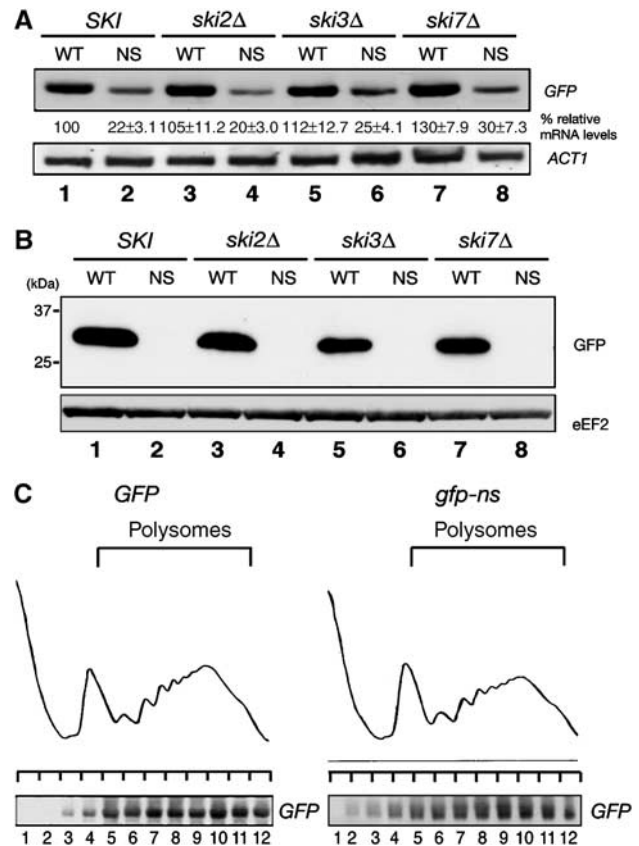 A
SKI ski2Δ ski3Δ ski7Δ
WT NS WT NS WT NS WT NS
GFP
100 22±3.1 105±11.2 20±3.0 112±12.7 25±4.1 130±7.9 30±7.3 % relative mRNA levels
ACT1
1 2 3 4 5 6 7 8
B
SKI ski2Δ ski3Δ ski7Δ
(kDa) WT NS WT NS WT NS WT NS
37-
GFP
25-
eEF2
1 2 3 4 5 6 7 8
C
GFP gfp-ns
Polysomes Polysomes
GFP GFP
1 2 3 4 5 6 7 8 9 10 11 12 1 2 3 4 5 6 7 8 9 10 11 12